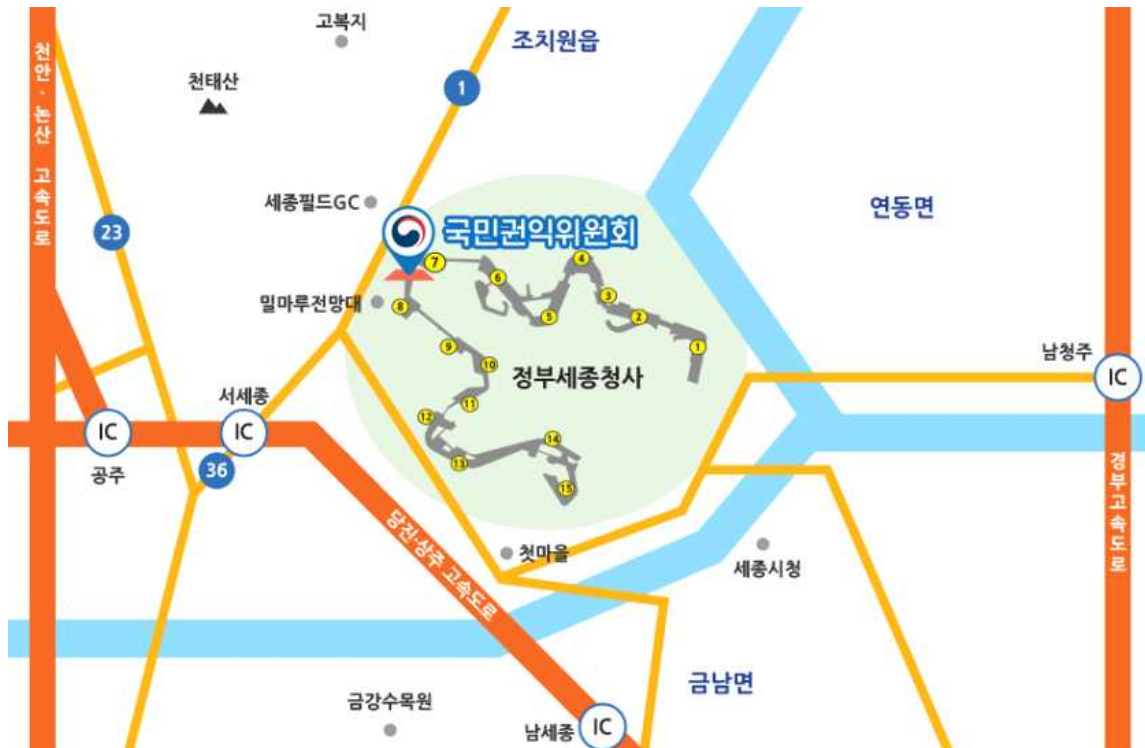 고복지
조치원읍
천안·논산 고속도로
천태산
1
세종필드GC
연동면
23
국민권익위원회
7
4
6
3
밀마루전망대
8
5
2
1
9
10
남청주
IC
정부세종청사
서세종
11
12
IC
IC
14
공주
36
13
15
경부고속도로
당진·상주 고속도로
첫마을
세종시청
금남면
금강수목원
남세종
IC